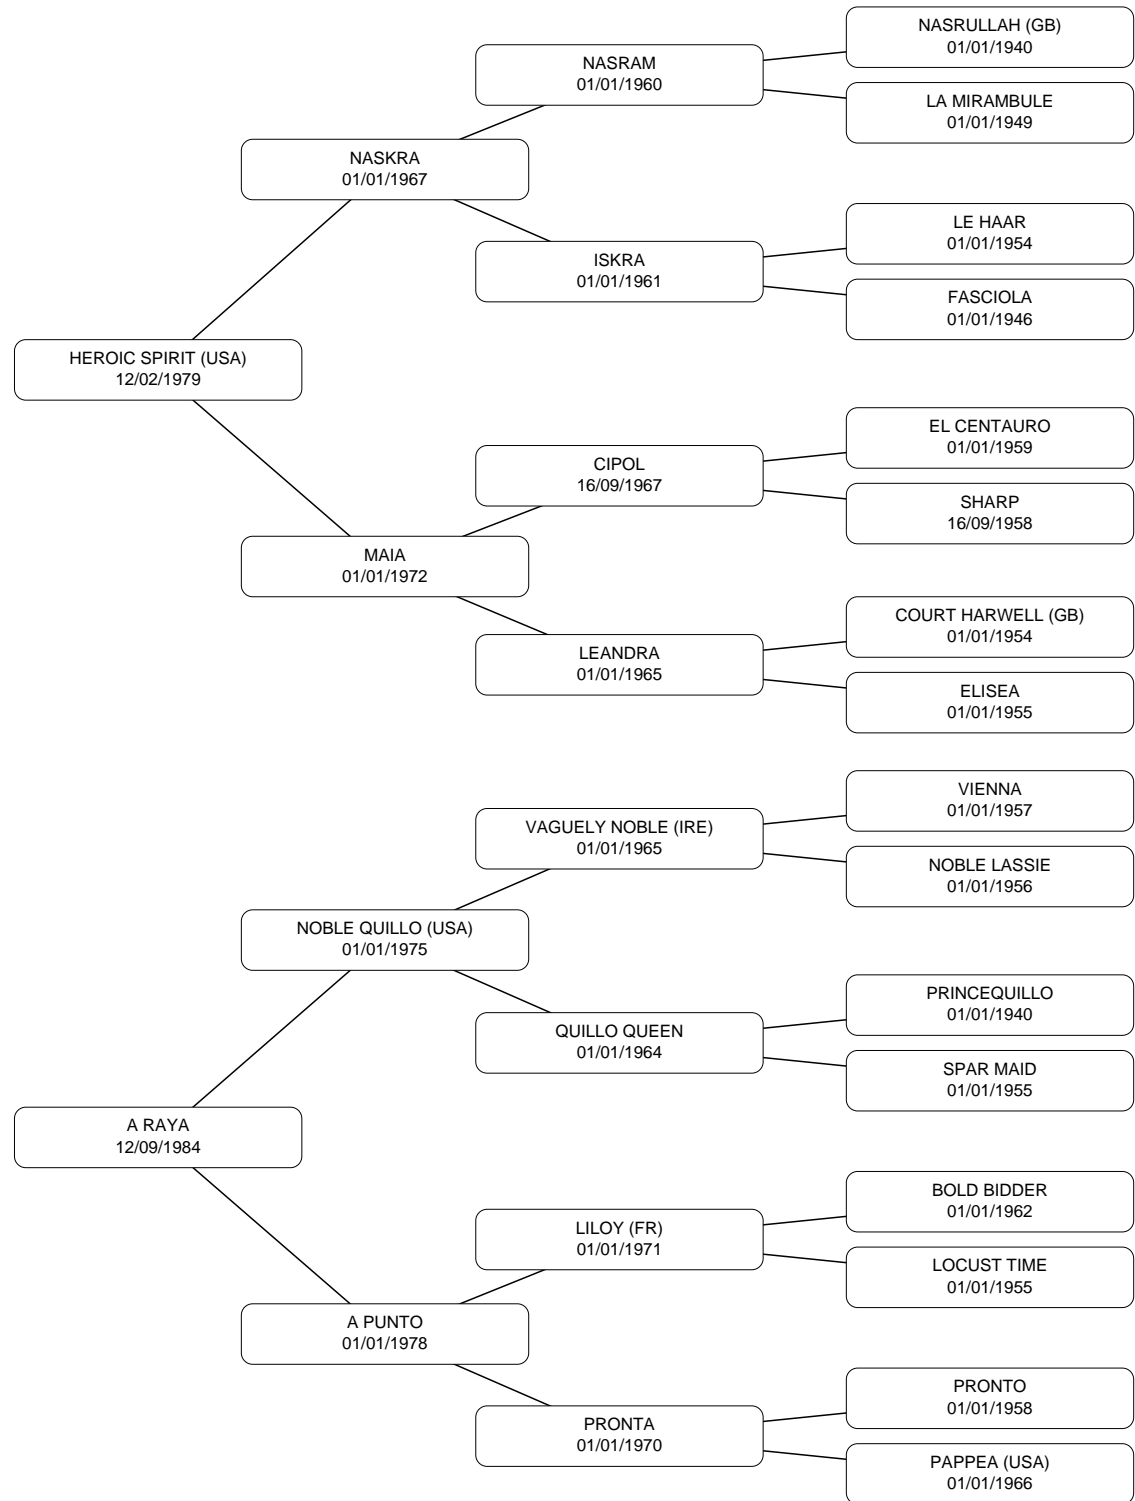 NASRULLAH (GB)
01/01/1940
NASRAM
01/01/1960
LA MIRAMBULE
01/01/1949
NASKRA
01/01/1967
LE HAAR
01/01/1954
ISKRA
01/01/1961
FASCIOLA
01/01/1946
HEROIC SPIRIT (USA)
12/02/1979
EL CENTAURO
01/01/1959
CIPOL
16/09/1967
SHARP
16/09/1958
MAIA
01/01/1972
COURT HARWELL (GB)
01/01/1954
LEANDRA
01/01/1965
ELISEA
01/01/1955
VIENNA
01/01/1957
VAGUELY NOBLE (IRE)
01/01/1965
NOBLE LASSIE
01/01/1956
NOBLE QUILLO (USA)
01/01/1975
PRINCEQUILLO
01/01/1940
QUILLO QUEEN
01/01/1964
SPAR MAID
01/01/1955
A RAYA
12/09/1984
BOLD BIDDER
01/01/1962
LILOY (FR)
01/01/1971
LOCUST TIME
01/01/1955
A PUNTO
01/01/1978
PRONTO
01/01/1958
PRONTA
01/01/1970
PAPPEA (USA)
01/01/1966